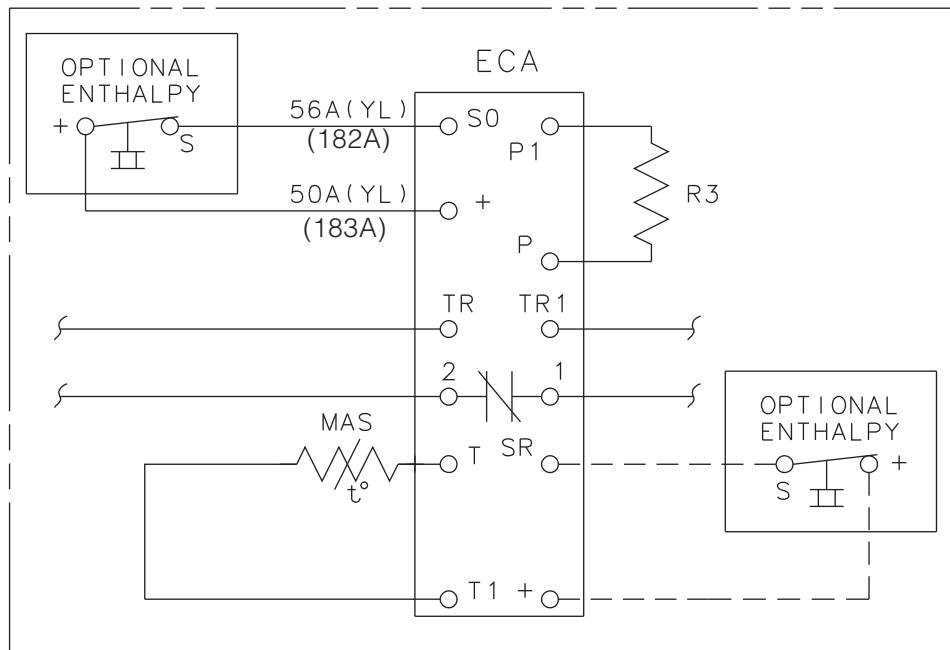 ECA
OPTIONAL
ENTHALPY
+
S
56A(YL)
(182A)
SO
P1
50A(YL)
(183A)
+
R3
P
TR
TR1
2
1
MAS
t°
T
SR
OPTIONAL
ENTHALPY
S
+
T1
+